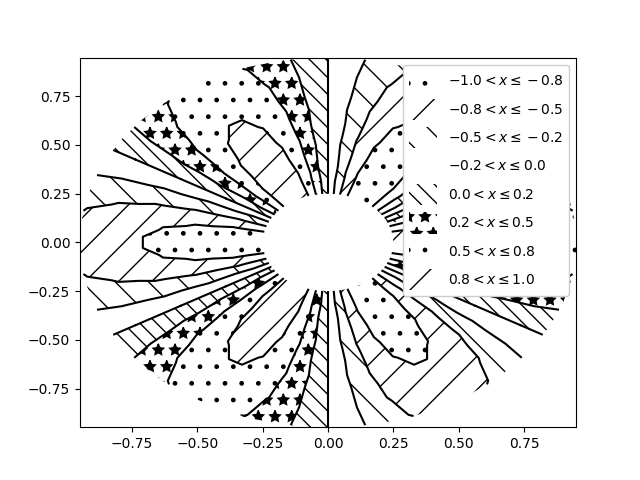 0.75
0.50
0.25
0.00
−0.25
−0.50
−0.75
−0.75
−0.50
−0.25
0.00
0.25
0.50
0.75
−1.0 < x ≤ −0.8
−0.8 < x ≤ −0.5
−0.5 < x ≤ −0.2
−0.2 < x ≤ 0.0
0.0 < x ≤ 0.2
0.2 < x ≤ 0.5
0.5 < x ≤ 0.8
0.8 < x ≤ 1.0